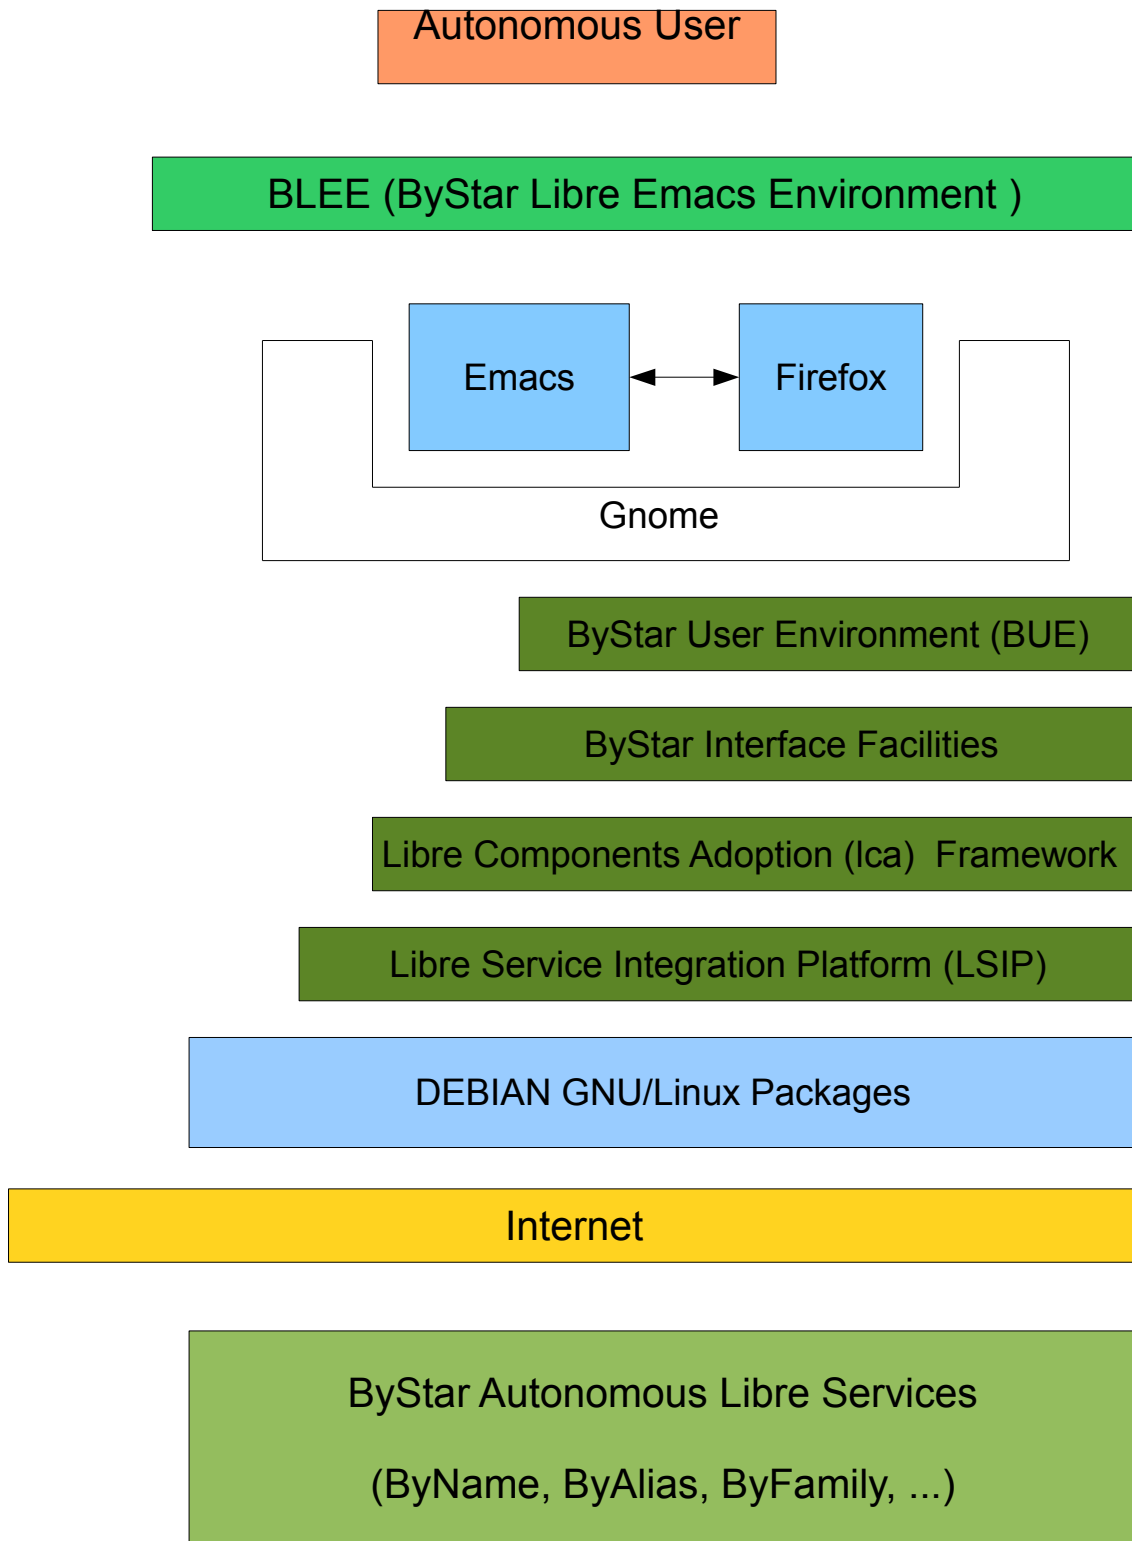 Autonomous User
BLEE (ByStar Libre Emacs Environment )
Emacs
Firefox
Gnome
ByStar User Environment (BUE)
ByStar Interface Facilities
Libre Components Adoption (lca)  Framework
Libre Service Integration Platform (LSIP)
DEBIAN GNU/Linux Packages
Internet
ByStar Autonomous Libre Services
(ByName, ByAlias, ByFamily, ...)